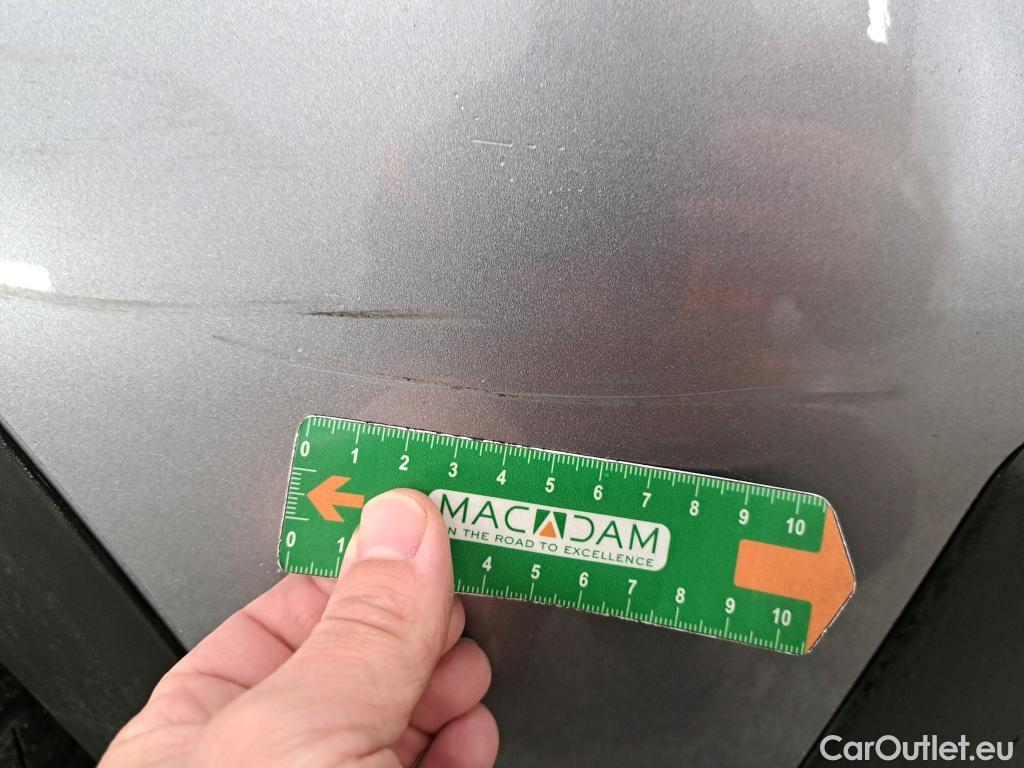 0 1 2 3 4 5 6 7 8 9 10
MACADAM
N THE ROAD TO EXCELLENCE
0 1 4 5 6 7 8 9 10
CarOutlet.eu